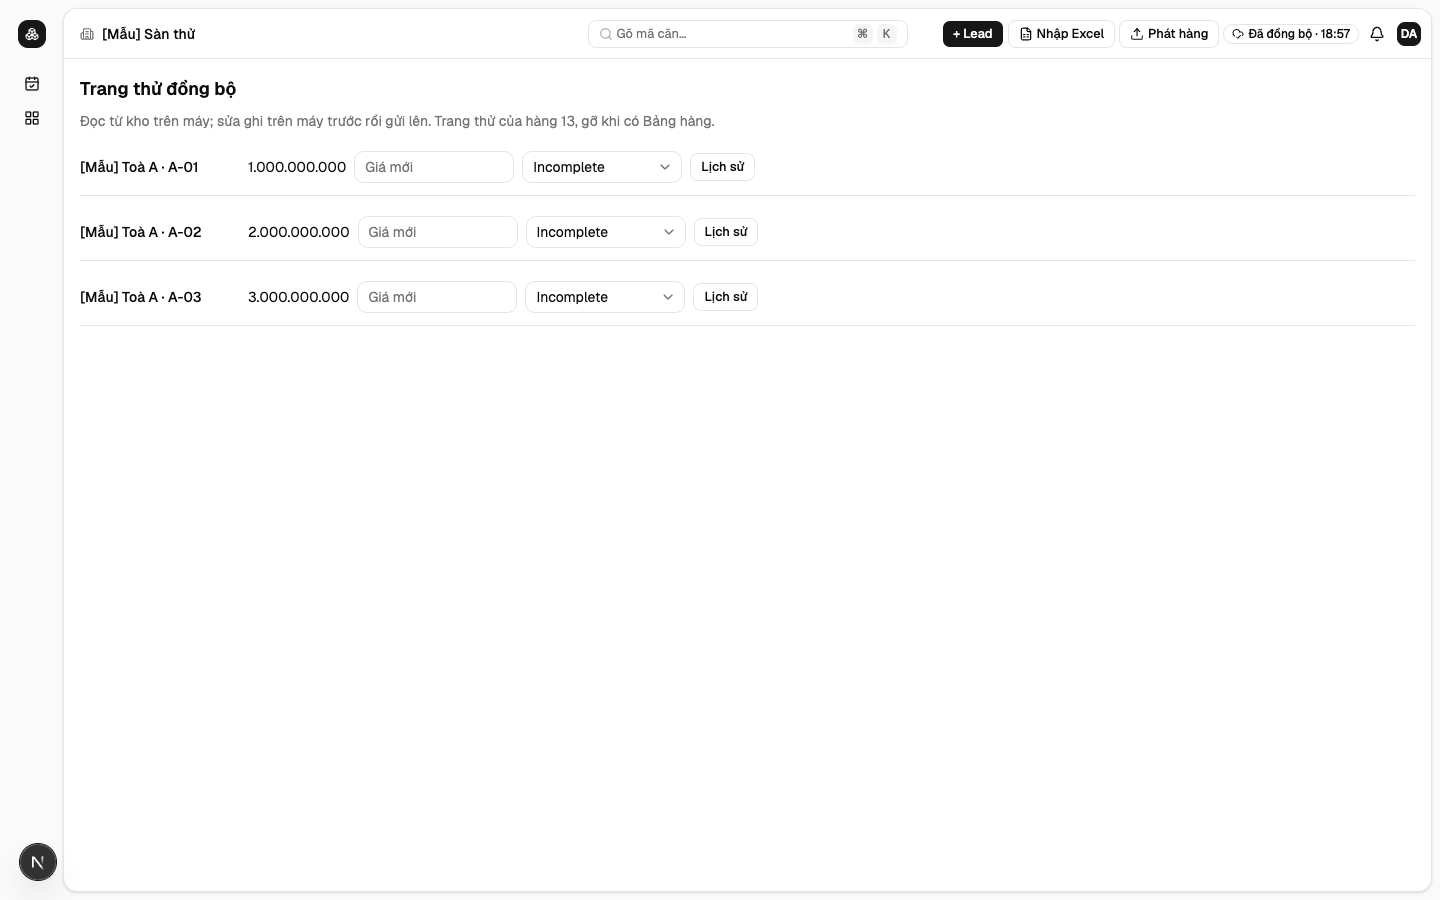 [Mẫu] Sàn thử
Gõ mã căn...
⌘ K
+ Lead
Nhập Excel
Phát hàng
Đã đồng bộ · 18:57
DA
Trang thử đồng bộ
Đọc từ kho trên máy; sửa ghi trên máy trước rồi gửi lên. Trang thử của hàng 13, gỡ khi có Bảng hàng.
[Mẫu] Toà A · A-01 1.000.000.000 Giá mới Incomplete Lịch sử
[Mẫu] Toà A · A-02 2.000.000.000 Giá mới Incomplete Lịch sử
[Mẫu] Toà A · A-03 3.000.000.000 Giá mới Incomplete Lịch sử
N